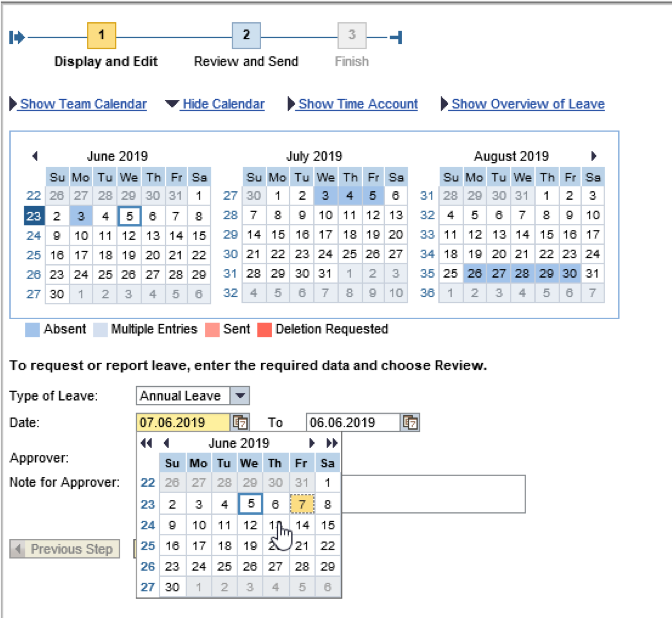 1 2 3
Display and Edit Review and Send Finish
Show Team Calendar Hide Calendar Show Time Account Show Overview of Leave
June 2019 July 2019 August 2019
Su Mo Tu We Th Fr Sa Su Mo Tu We Th Fr Sa Su Mo Tu We Th Fr Sa
22 26 27 28 29 30 31 1 27 30 1 2 3 4 5 6 31 28 29 30 31 1 2 3
23 2 3 4 5 6 7 8 28 7 8 9 10 11 12 13 32 4 5 6 7 8 9 10
24 9 10 11 12 13 14 15 29 14 15 16 17 18 19 20 33 11 12 13 14 15 16 17
25 16 17 18 19 20 21 22 30 21 22 23 24 25 26 27 34 18 19 20 21 22 23 24
26 23 24 25 26 27 28 29 31 28 29 30 31 1 2 3 35 25 26 27 28 29 30 31
27 30 1 2 3 4 5 6 32 4 5 6 7 8 9 10 36 1 2 3 4 5 6 7
Absent Multiple Entries Sent Deletion Requested
To request or report leave, enter the required data and choose Review.
Type of Leave: Annual Leave
Date: 07.06.2019 To 06.06.2019
June 2019
Approver:
Su Mo Tu We Th Fr Sa
Note for Approver:
22 26 27 28 29 30 31 1
23 2 3 4 5 6 7 8
24 9 10 11 12 13 14 15
Previous Step
25 16 17 18 19 21 22
26 23 24 25 26 27 28 29
27 30 1 2 3 4 5 6